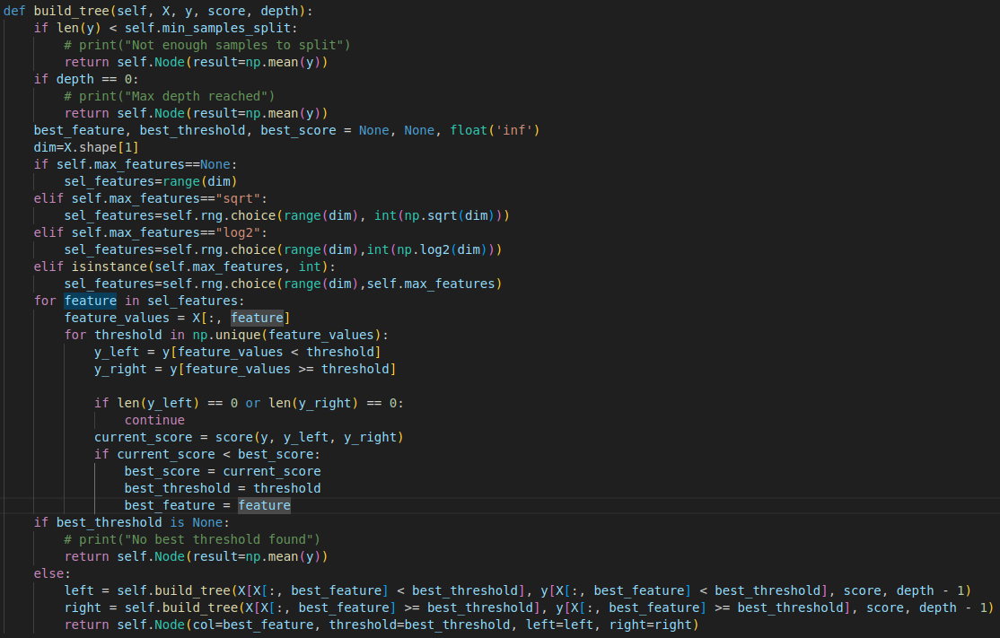 def build_tree(self, X, y, score, depth):
    if len(y) < self.min_samples_split:
        # print("Not enough samples to split")
        return self.Node(result=np.mean(y))
    if depth == 0:
        # print("Max depth reached")
        return self.Node(result=np.mean(y))
    best_feature, best_threshold, best_score = None, None, float('inf')
    dim=X.shape[1]
    if self.max_features==None:
        sel_features=range(dim)
    elif self.max_features=="sqrt":
        sel_features=self.rng.choice(range(dim), int(np.sqrt(dim)))
    elif self.max_features=="log2":
        sel_features=self.rng.choice(range(dim),int(np.log2(dim)))
    elif isinstance(self.max_features, int):
        sel_features=self.rng.choice(range(dim),self.max_features)
    for feature in sel_features:
        feature_values = X[:, feature]
        for threshold in np.unique(feature_values):
            y_left = y[feature_values < threshold]
            y_right = y[feature_values >= threshold]

            if len(y_left) == 0 or len(y_right) == 0:
                continue
            current_score = score(y, y_left, y_right)
            if current_score < best_score:
                best_score = current_score
                best_threshold = threshold
                best_feature = feature
    if best_threshold is None:
        # print("No best threshold found")
        return self.Node(result=np.mean(y))
    else:
        left = self.build_tree(X[X[:, best_feature] < best_threshold], y[X[:, best_feature] < best_threshold], score, depth - 1)
        right = self.build_tree(X[X[:, best_feature] >= best_threshold], y[X[:, best_feature] >= best_threshold], score, depth - 1)
        return self.Node(col=best_feature, threshold=best_threshold, left=left, right=right)